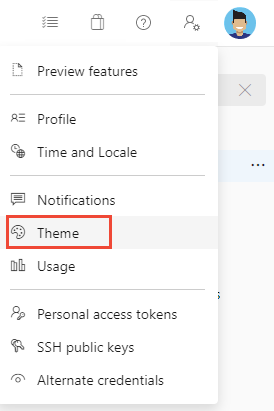 Preview features
Profile
Time and Locale
Notifications
Theme
Usage
Personal access tokens
SSH public keys
Alternate credentials